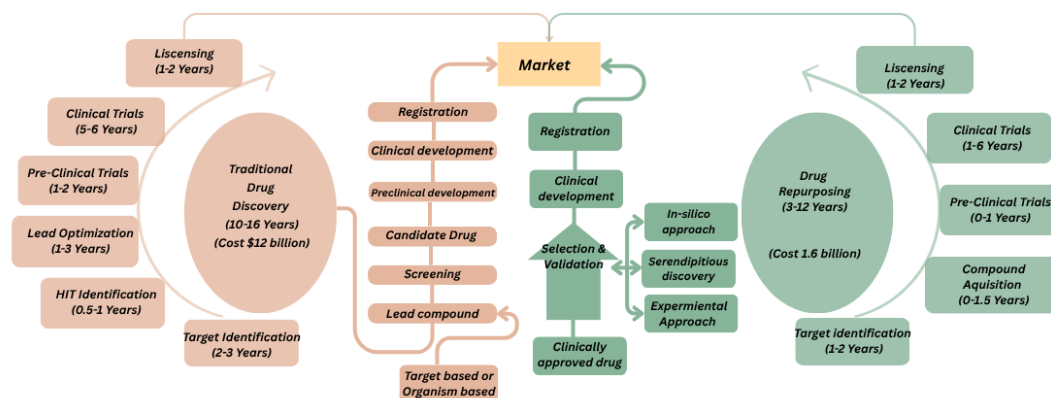 Liscensing
(1-2 Years)
Clinical Trials
(5-6 Years)
Pre-Clinical Trials
(1-2 Years)
Lead Optimization
(1-3 Years)
HIT Identification
(0.5-1 Years)
Target Identification
(2-3 Years)
Traditional
Drug
Discovery
(10-16 Years)
(Cost $12 billion)
Market
Registration
Clinical development
Preclinical development
Candidate Drug
Screening
Lead compound
Target based or
Organism based
Registration
Clinical
development
Selection &
Validation
Clinically
approved drug
In-silico
approach
Serendipitious
discovery
Expermiental
Approach
Drug
Repurposing
(3-12 Years)
(Cost 1.6 billion)
Liscensing
(1-2 Years)
Clinical Trials
(1-6 Years)
Pre-Clinical Trials
(0-1 Years)
Compound
Aquisition
(0-1.5 Years)
Target identification
(1-2 Years)